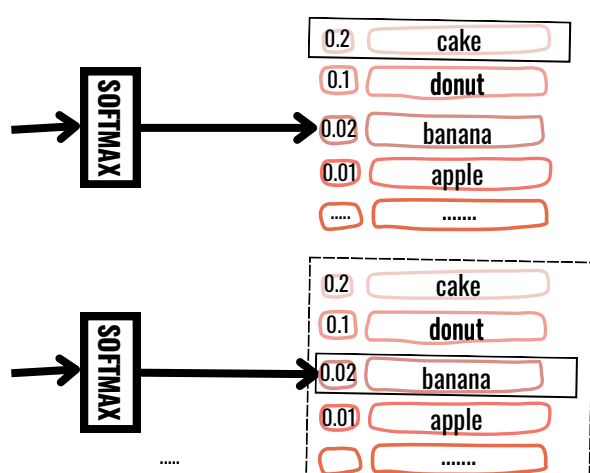 0.2 cake
0.1 donut
SOFTMAX
0.02 banana
0.01 apple
..... .......
0.2 cake
0.1 donut
SOFTMAX
0.02 banana
0.01 apple
.......
.....